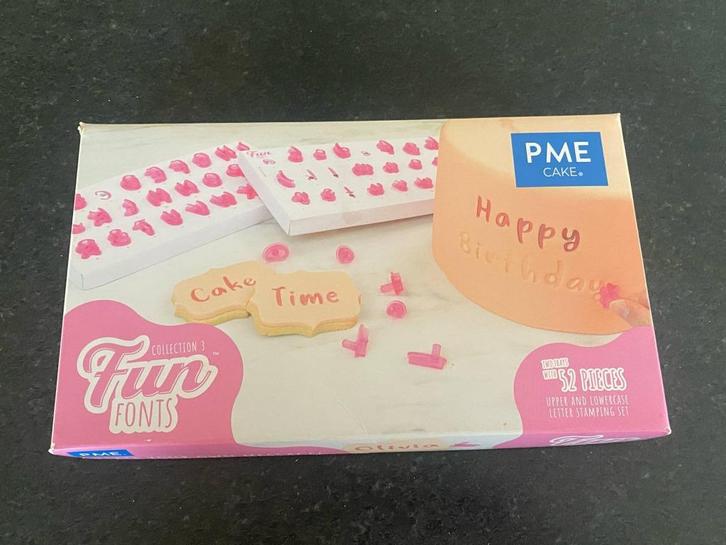 Fun
PME
CAKE®
Happy
Birthday
Cake
Time
COLLECTION 3
Fun™
FONTS
TWO TRAYS
WITH 52 PIECES
UPPER AND LOWERCASE
LETTER STAMPING SET
PME
Olivia